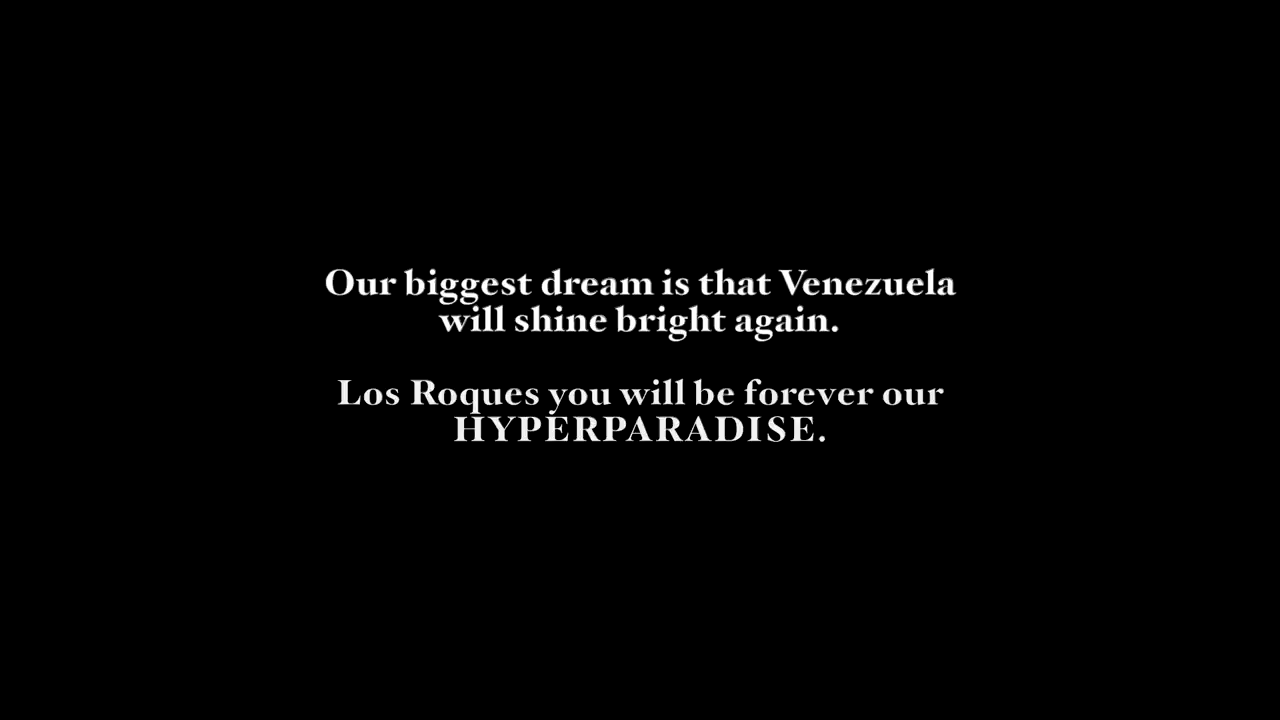 Our biggest dream is that Venezuela
will shine bright again.
Los Roques you will be forever our
HYPERPARADISE.